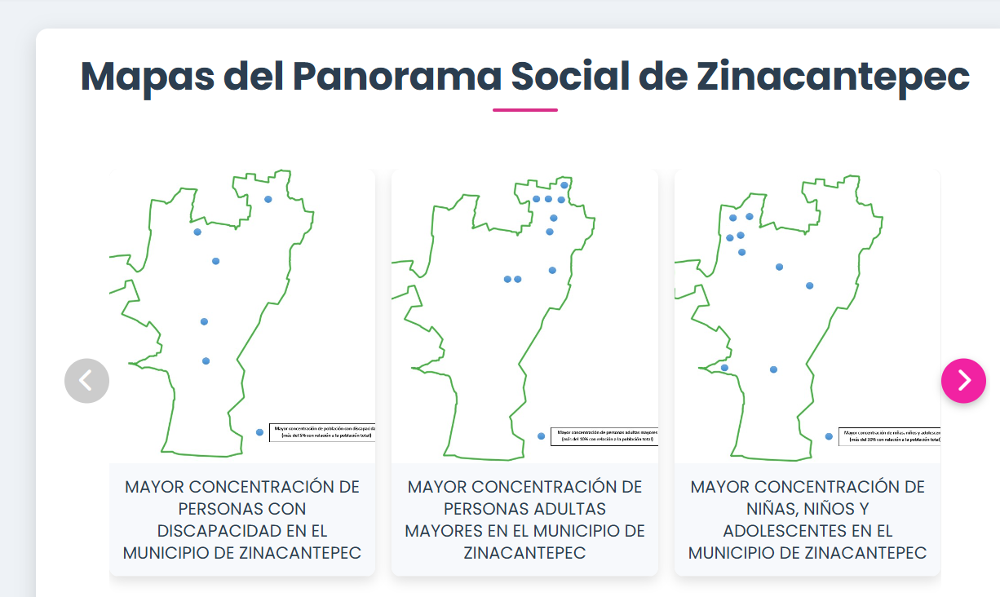 Mapas del Panorama Social de Zinacantepec
Mayor concentración de población con
(más del 5% con relación a la población total)
MAYOR CONCENTRACIÓN DE
PERSONAS CON
DISCAPACIDAD EN EL
MUNICIPIO DE ZINACANTEPEC
Mayor concentración de personas adultas mayores
(más del 10% con relación a la población total)
MAYOR CONCENTRACIÓN DE
PERSONAS ADULTAS
MAYORES EN EL MUNICIPIO DE
ZINACANTEPEC
Mayor concentración de niñas, niños y
(más del 30% con relación a la población total)
MAYOR CONCENTRACIÓN DE
NIÑAS, NIÑOS Y
ADOLESCENTES EN EL
MUNICIPIO DE ZINACANTEPEC